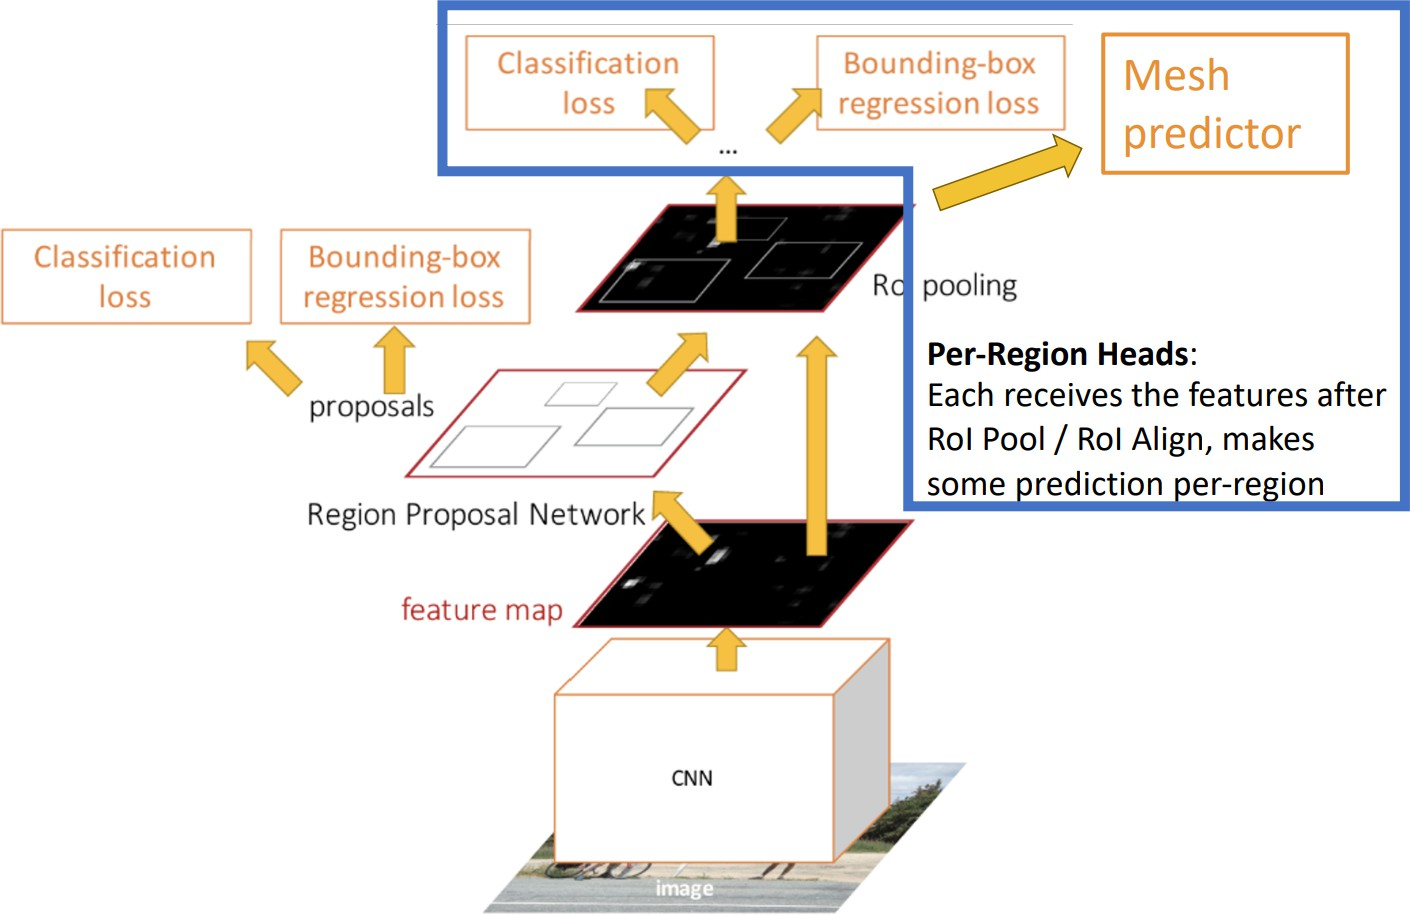 Classification
loss
Bounding-box
regression loss
Mesh
predictor
...
Classification
loss
Bounding-box
regression loss
RoI pooling
proposals
Per-Region Heads:
Each receives the features after
RoI Pool / RoI Align, makes
some prediction per-region
Region Proposal Network
feature map
CNN
image